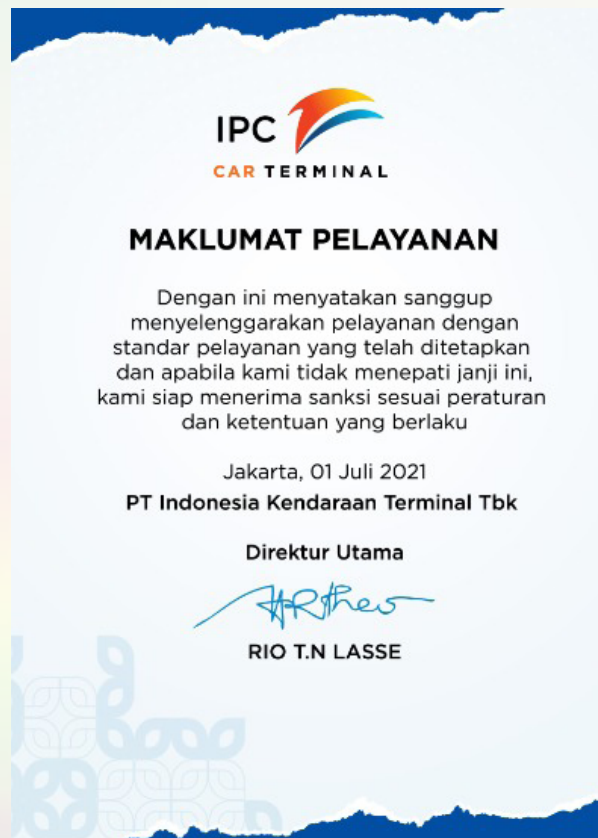 IPC
CAR TERMINAL
MAKLUMAT PELAYANAN
Dengan ini menyatakan sanggup
menyelenggarakan pelayanan dengan
standar pelayanan yang telah ditetapkan
dan apabila kami tidak menepati janji ini,
kami siap menerima sanksi sesuai peraturan
dan ketentuan yang berlaku
Jakarta, 01 Juli 2021
PT Indonesia Kendaraan Terminal Tbk
Direktur Utama
RIO T.N LASSE